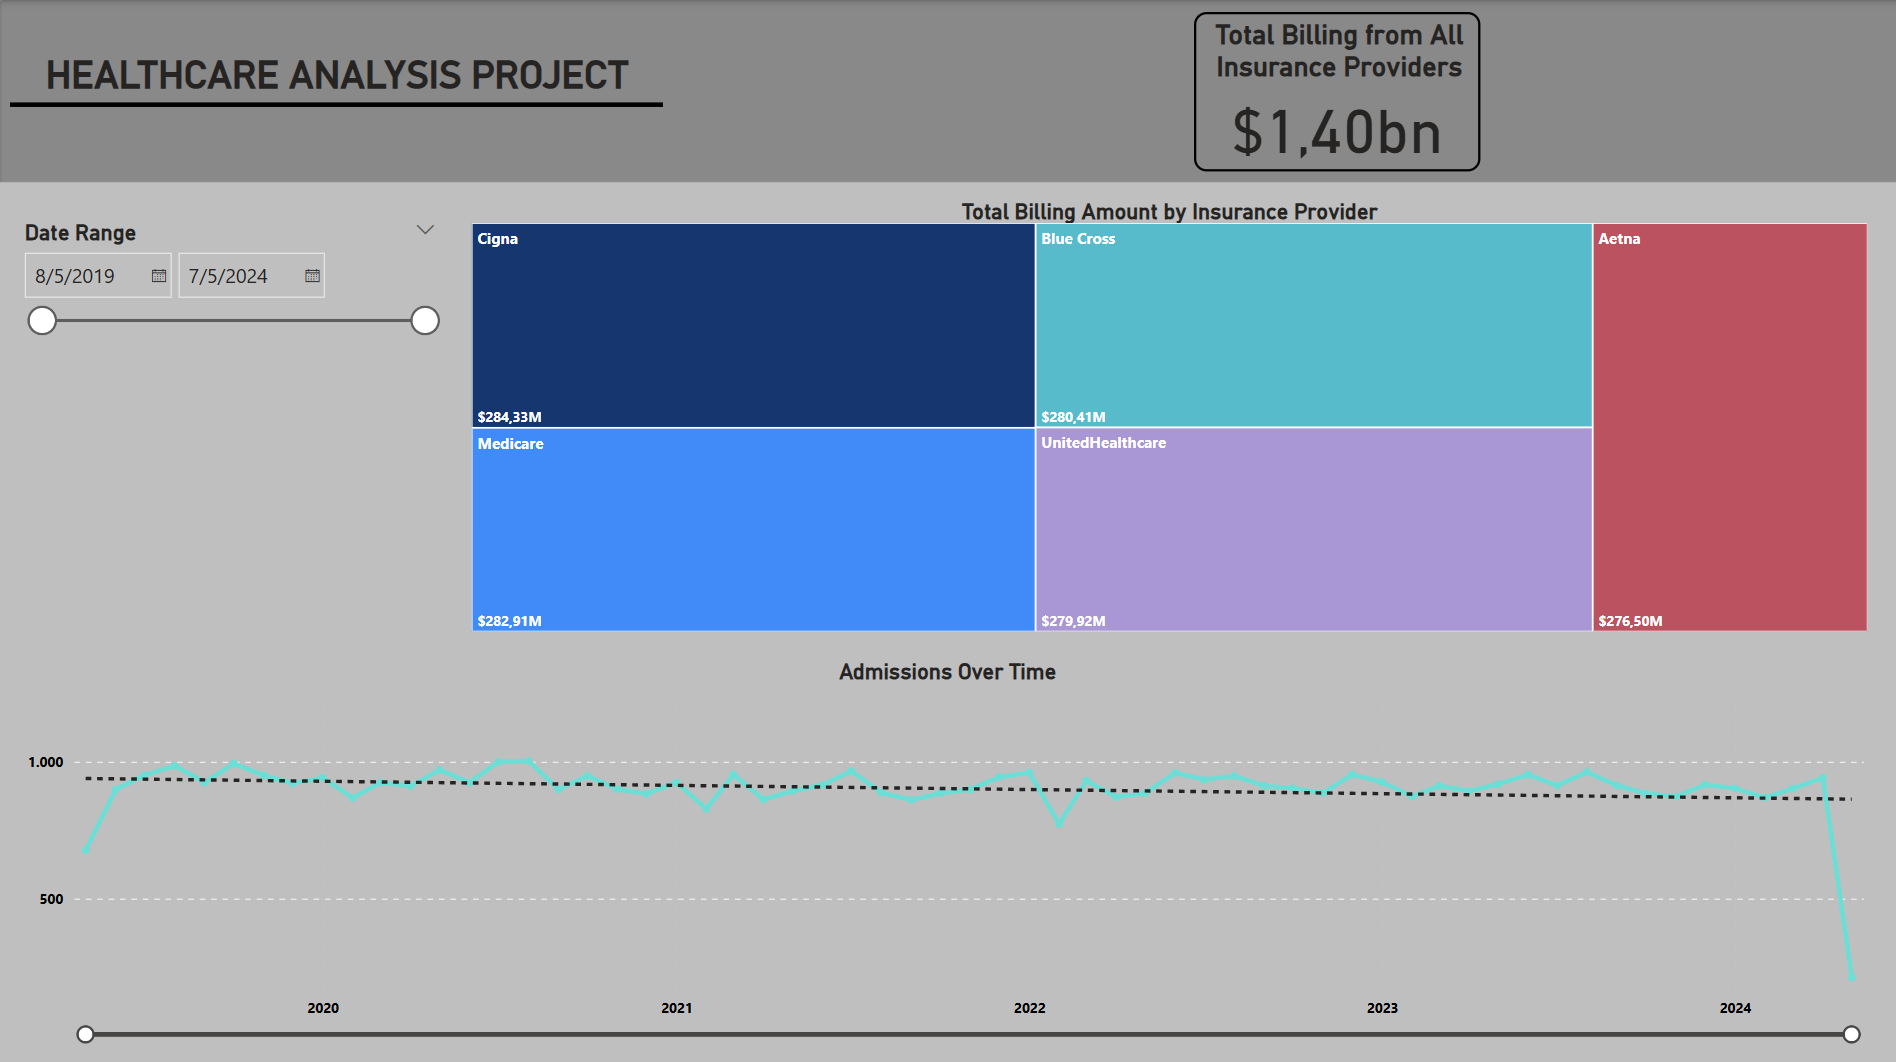 HEALTHCARE ANALYSIS PROJECT
Total Billing from All
Insurance Providers
$1,40bn
Date Range
8/5/2019
7/5/2024
Total Billing Amount by Insurance Provider
Cigna
$284,33M
Blue Cross
$280,41M
Aetna
$276,50M
Medicare
$282,91M
UnitedHealthcare
$279,92M
Admissions Over Time
1.000
500
2020
2021
2022
2023
2024